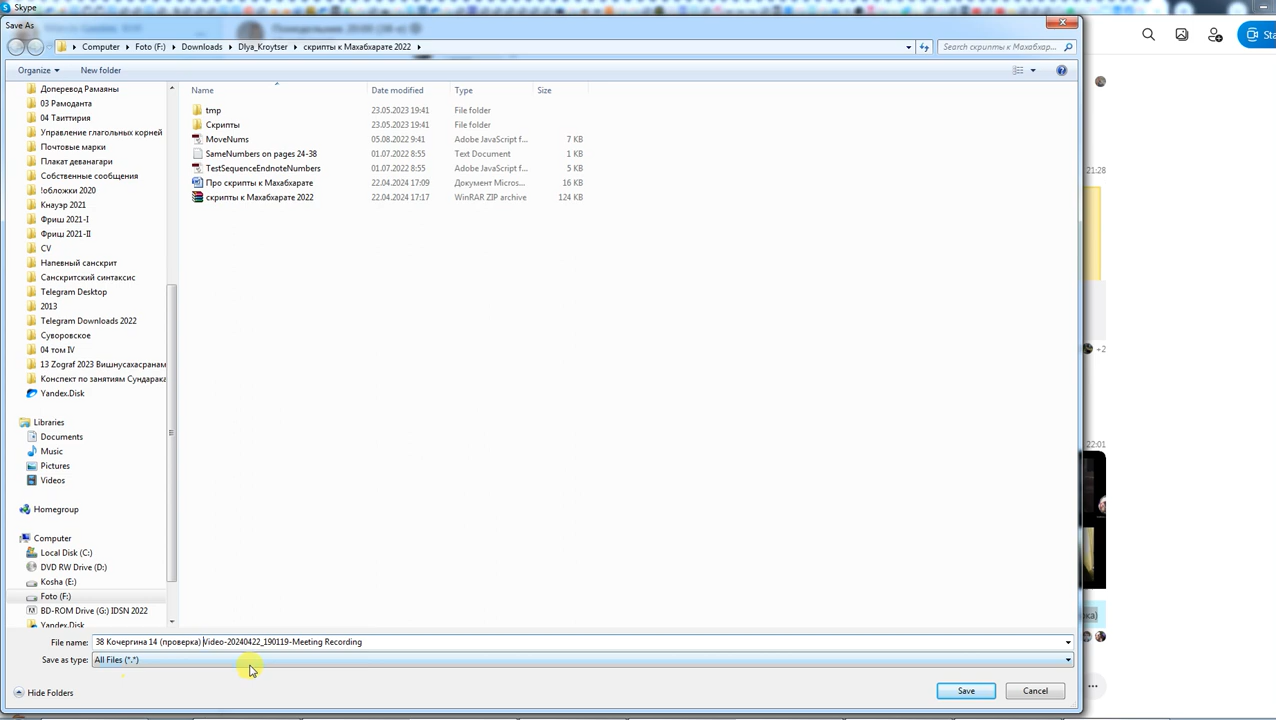 Skype
Save As
Computer Foto (F:) Downloads Dlya_Kroytser скрипты к Махабхарате 2022
Search скрипты к Махабхар...
Sta
Organize New folder
Name Date modified Type Size
tmp 23.05.2023 19:41 File folder
Скрипты 23.05.2023 19:41 File folder
MoveNums 05.08.2022 9:41 Adobe JavaScript f... 7 KB
SameNumbers on pages 24-38 01.07.2022 8:55 Text Document 1 KB
TestSequenceEndnoteNumbers 01.07.2022 8:55 Adobe JavaScript f... 5 KB
Про скрипты к Махабхарате 22.04.2024 17:09 Документ Micros... 16 KB
скрипты к Махабхарате 2022 22.04.2024 17:17 WinRAR ZIP archive 124 KB
Доперевод Рамаяны
03 Рамоданта
04 Таиттирия
Управление глагольных корней
Почтовые марки
Плакат деванагари
Собственные сообщения
!обложки 2020
Кнауэр 2021
Фриш 2021-I
Фриш 2021-II
CV
Напевный санскрит
Санскритский синтаксис
Telegram Desktop
2013
Telegram Downloads 2022
Суворовское
04 том IV
13 Zograf 2023 Вишнусахасранам
Конспект по занятиям Сундарака
Yandex.Disk
Libraries
Documents
Music
Pictures
Videos
Homegroup
Computer
Local Disk (C:)
DVD RW Drive (D:)
Kosha (E:)
Foto (F:)
BD-ROM Drive (G:) IDSN 2022
Yandex.Disk
21:28
+2
22:01
File name: 38 Кочергина 14 (проверка) Video-20240422_190119-Meeting Recording
Save as type: All Files (*.*)
Hide Folders
Save
Cancel